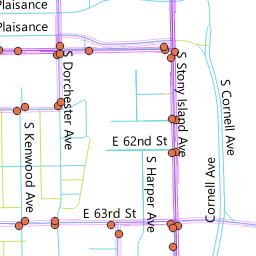 Plaisance
Plaisance
S Dorchester Ave
S Stony Island Ave
S Cornell Ave
E 62nd St
S Kenwood Ave
S Harper Ave
Cornell Ave
E 63rd St